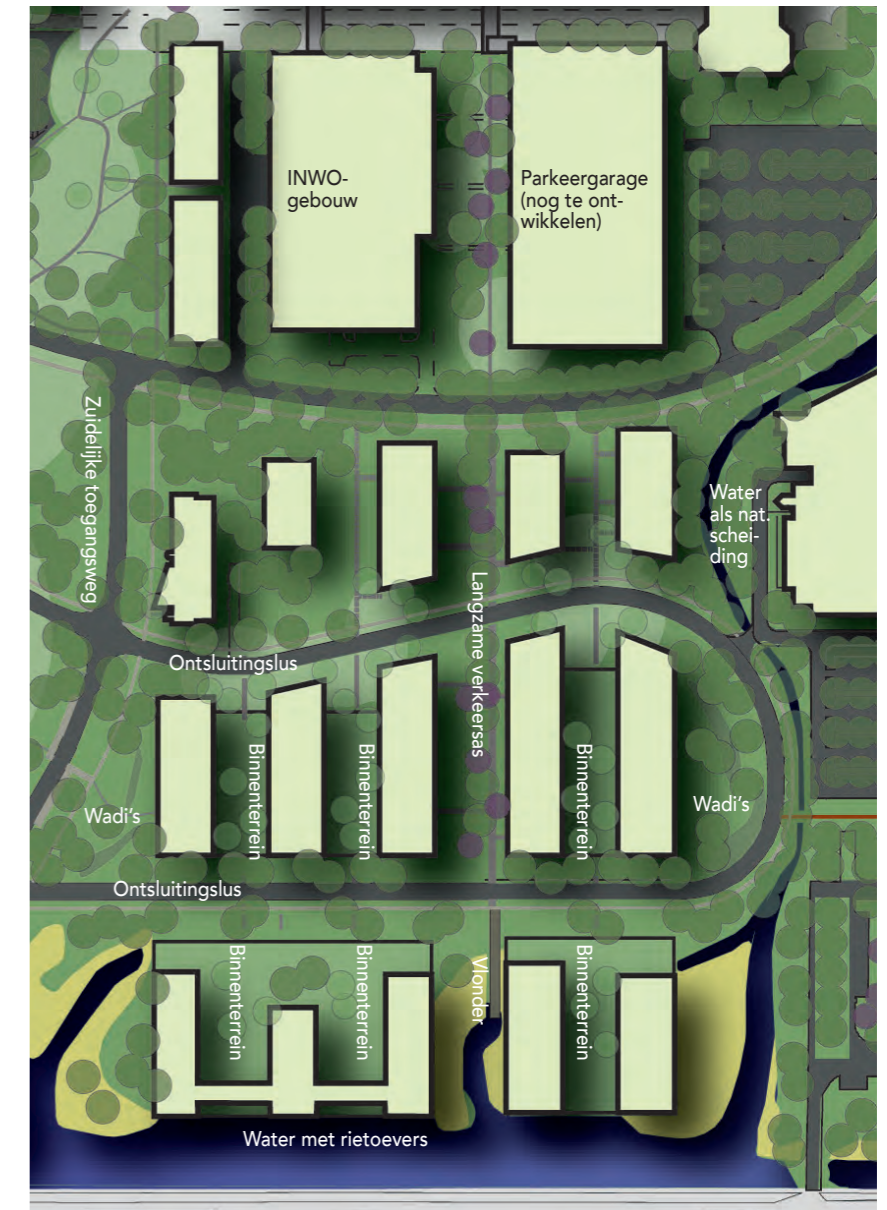 INWO-
gebouw
Parkeergarage
(nog te ont-
wikkelen)
Zuidelijke toegangsweg
Water
als nat.
schei-
ding
Langzame verkeersas
Ontsluitingslus
Binnenterrein
Binnenterrein
Binnenterrein
Wadi's
Wadi's
Ontsluitingslus
Binnenterrein
Binnenterrein
Vlonder
Binnenterrein
Water met rietoevers